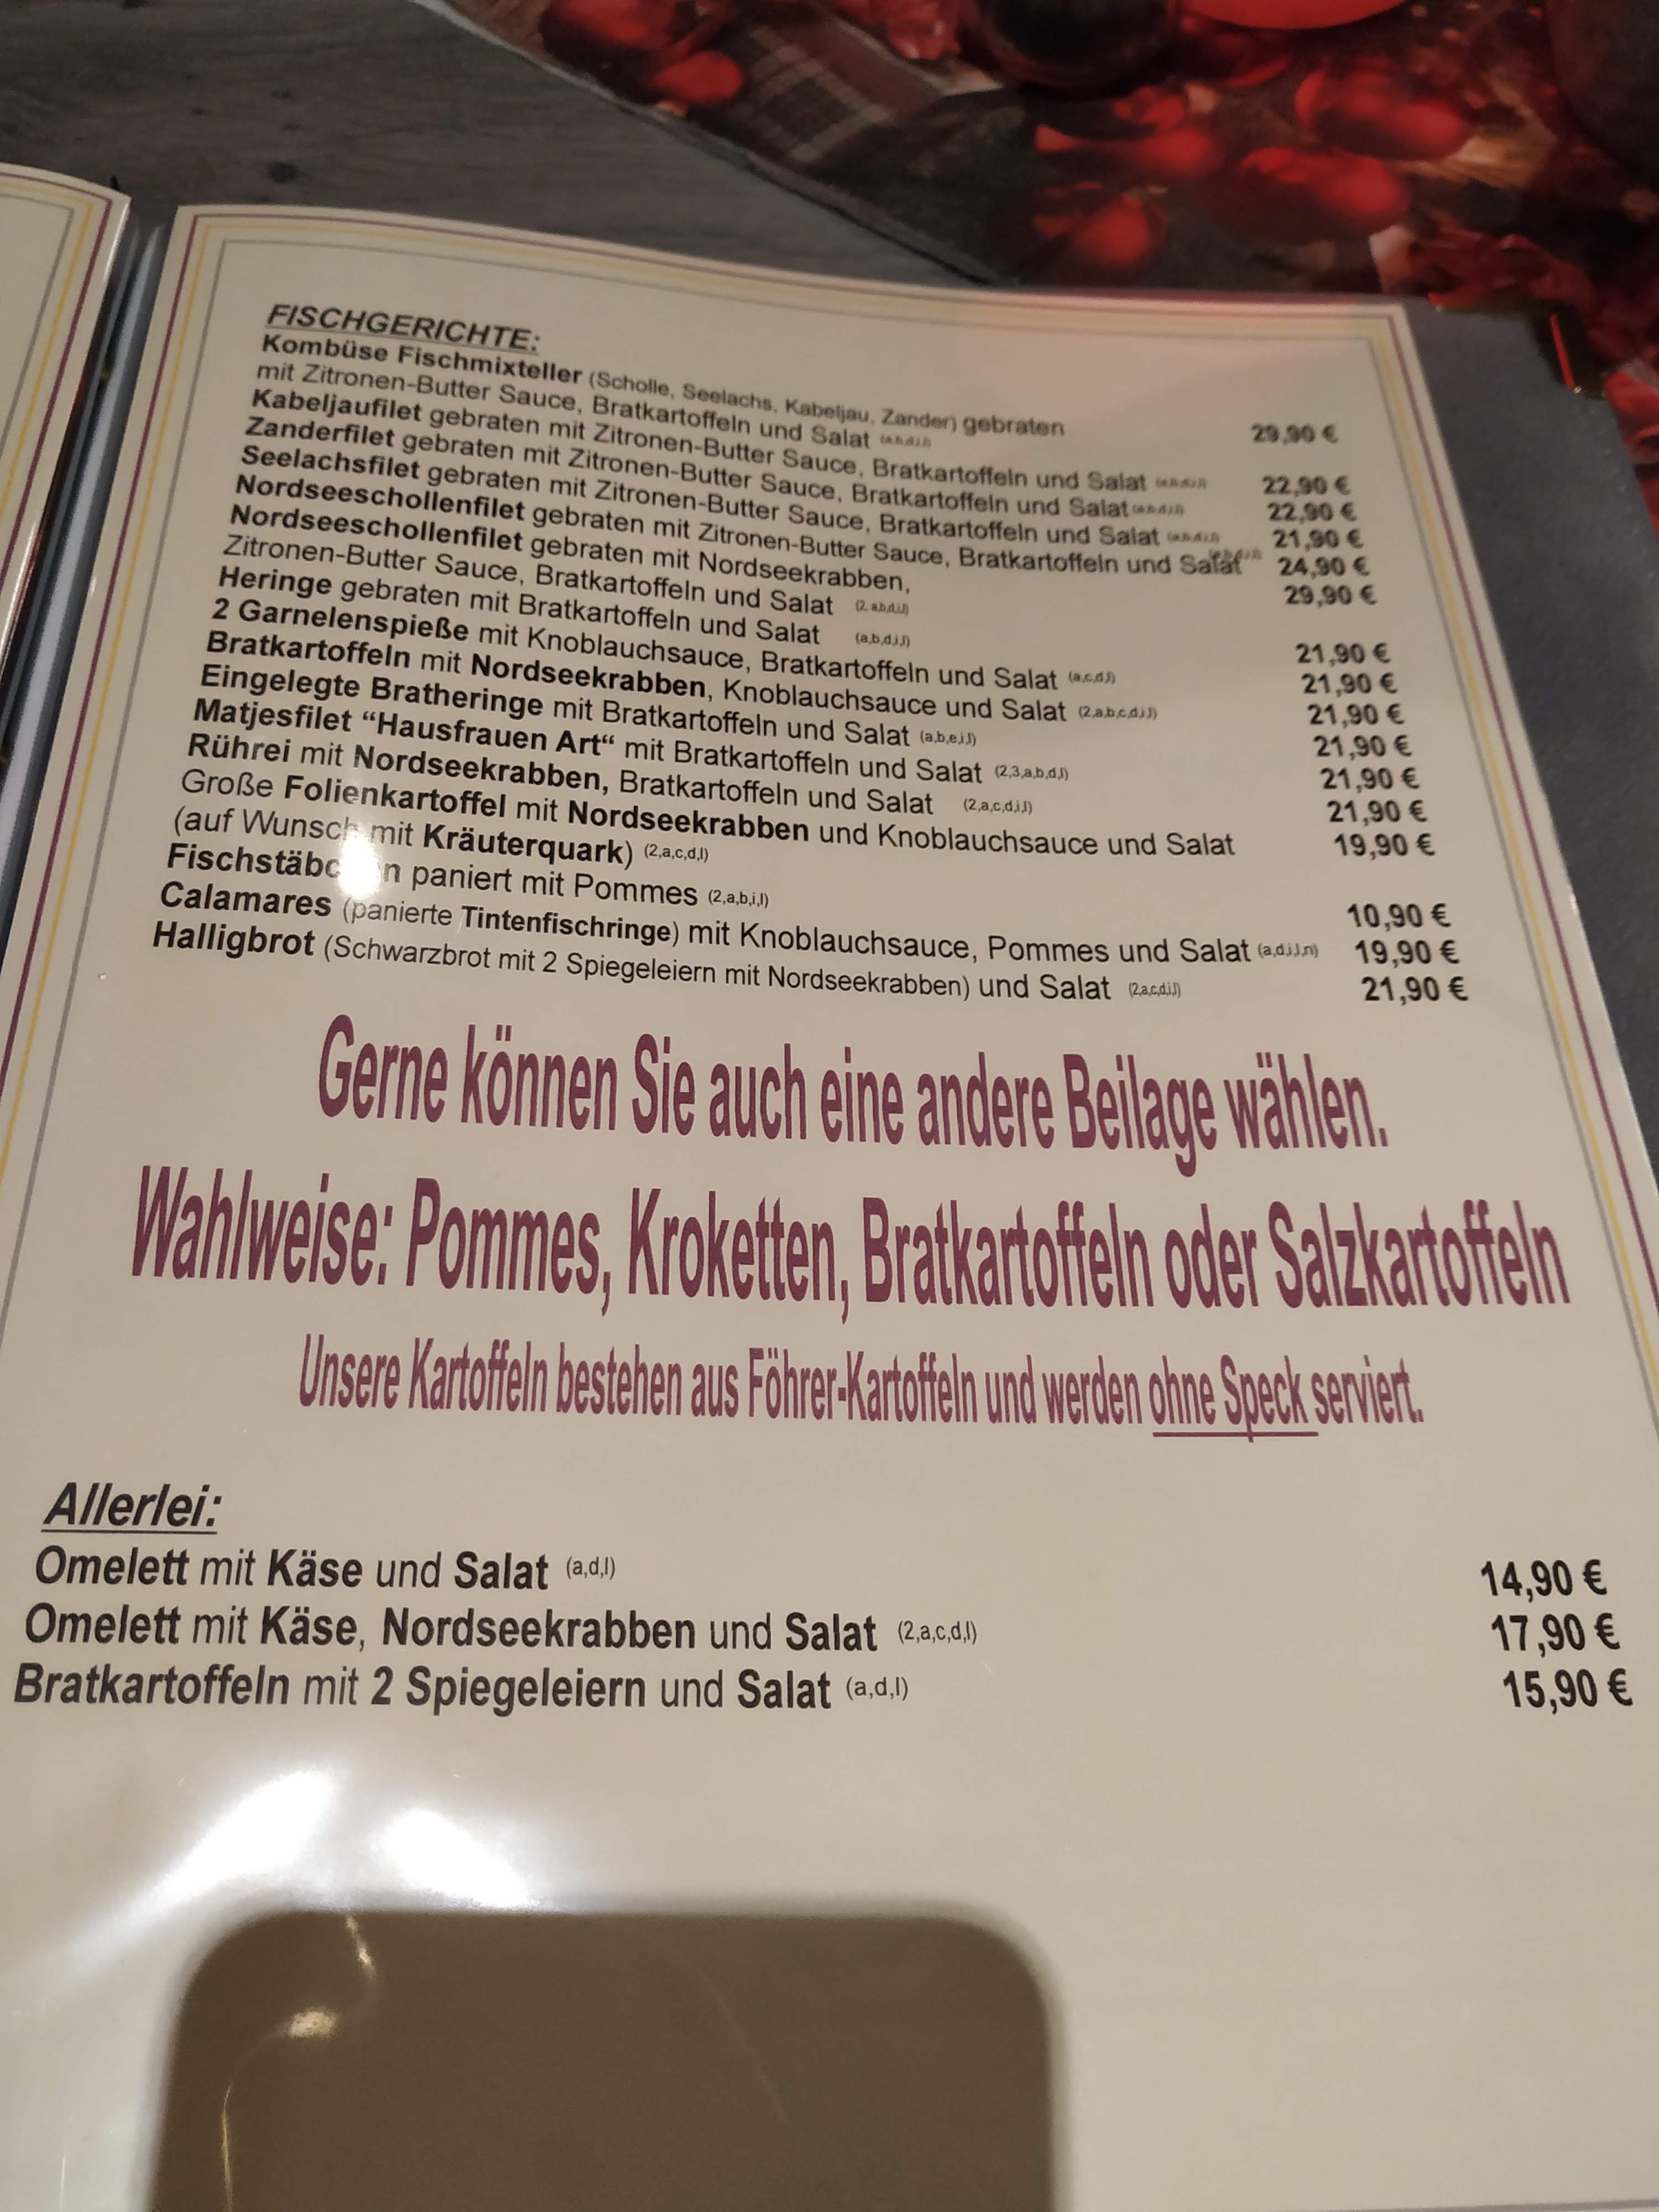 FISCHGERICHTE:
Kombüse Fischmixteller (Scholle, Seelachs, Kabeljau, Zander) gebraten
mit Zitronen-Butter Sauce, Bratkartoffeln und Salat 29,90 €
Kabeljaufilet gebraten mit Zitronen-Butter Sauce, Bratkartoffeln und Salat 22,90 €
Zanderfilet gebraten mit Zitronen-Butter Sauce, Bratkartoffeln und Salat 22,90 €
Seelachsfilet gebraten mit Zitronen-Butter Sauce, Bratkartoffeln und Salat 21,90 €
Nordseeschollenfilet gebraten mit Zitronen-Butter Sauce, Bratkartoffeln und Salat 24,90 €
Nordseeschollenfilet gebraten mit Nordseekrabben, 29,90 €
Zitronen-Butter Sauce, Bratkartoffeln und Salat (2, a,b,d,i,l)
Heringe gebraten mit Bratkartoffeln und Salat (a,b,d,i,l) 21,90 €
2 Garnelenspieße mit Knoblauchsauce, Bratkartoffeln und Salat (a,c,d,l) 21,90 €
Bratkartoffeln mit Nordseekrabben, Knoblauchsauce und Salat (2,a,b,c,d,i,l) 21,90 €
Eingelegte Bratheringe mit Bratkartoffeln und Salat (a,b,e,i,l) 21,90 €
Matjesfilet “Hausfrauen Art“ mit Bratkartoffeln und Salat (2,3,a,b,d,l) 21,90 €
Rührei mit Nordseekrabben, Bratkartoffeln und Salat (2,a,c,d,i,l) 21,90 €
Große Folienkartoffel mit Nordseekrabben und Knoblauchsauce und Salat 19,90 €
(auf Wunsch mit Kräuterquark) (2,a,c,d,l)
Fischstäbchen paniert mit Pommes (2,a,b,i,l) 10,90 €
Calamares (panierte Tintenfischringe) mit Knoblauchsauce, Pommes und Salat (a,d,i,l,n) 19,90 €
Halligbrot (Schwarzbrot mit 2 Spiegeleiern mit Nordseekrabben) und Salat (2,a,c,d,i,l) 21,90 €
Gerne können Sie auch eine andere Beilage wählen.
Wahlweise: Pommes, Kroketten, Bratkartoffeln oder Salzkartoffeln
Unsere Kartoffeln bestehen aus Föhrer-Kartoffeln und werden ohne Speck serviert.
Allerlei:
Omelett mit Käse und Salat (a,d,l) 14,90 €
Omelett mit Käse, Nordseekrabben und Salat (2,a,c,d,l) 17,90 €
Bratkartoffeln mit 2 Spiegeleiern und Salat (a,d,l) 15,90 €